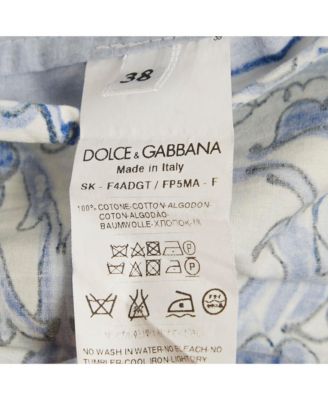 38
DOLCE & GABBANA
Made in Italy
SK - F4ADGT / FP5MA - F
100% COTONE-COTTON-ALGODON-
COTON-ALGODAO-
BAUMWOLLE-ΧΛΟΠΟΚ-
NO WASH IN WATER-NO BLEACH-NO
TUMBLER-COOL IRON-LIGHTLY